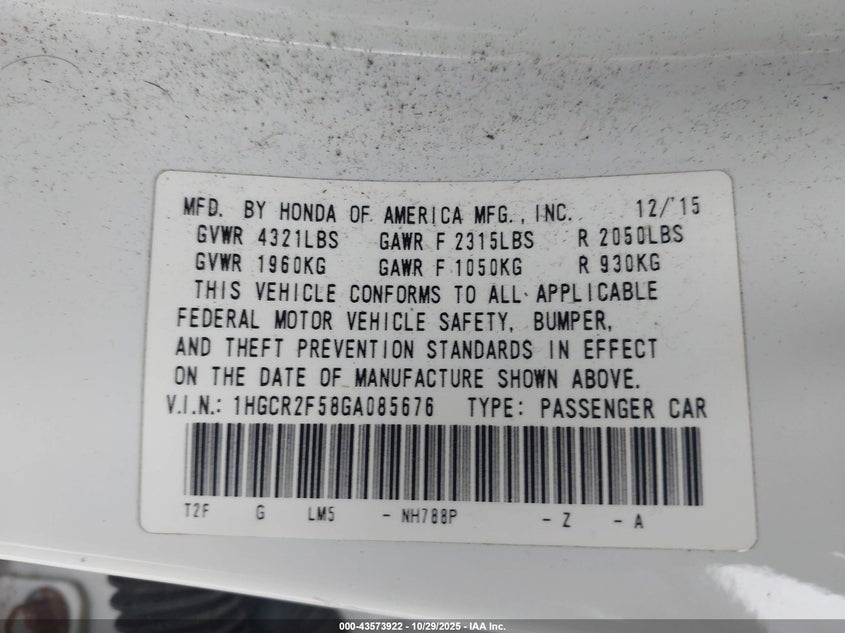 MFD. BY HONDA OF AMERICA MFG., INC. 12/'15
GVWR 4321LBS GAWR F 2315LBS R 2050LBS
GVWR 1960KG GAWR F 1050KG R 930KG
THIS VEHICLE CONFORMS TO ALL APPLICABLE
FEDERAL MOTOR VEHICLE SAFETY, BUMPER,
AND THEFT PREVENTION STANDARDS IN EFFECT
ON THE DATE OF MANUFACTURE SHOWN ABOVE.
V.I.N.: 1HGCR2F58GA085676 TYPE: PASSENGER CAR
T2F G LM5 - NH788P - Z - A
000-43573922 - 10/29/2025 - IAA Inc.